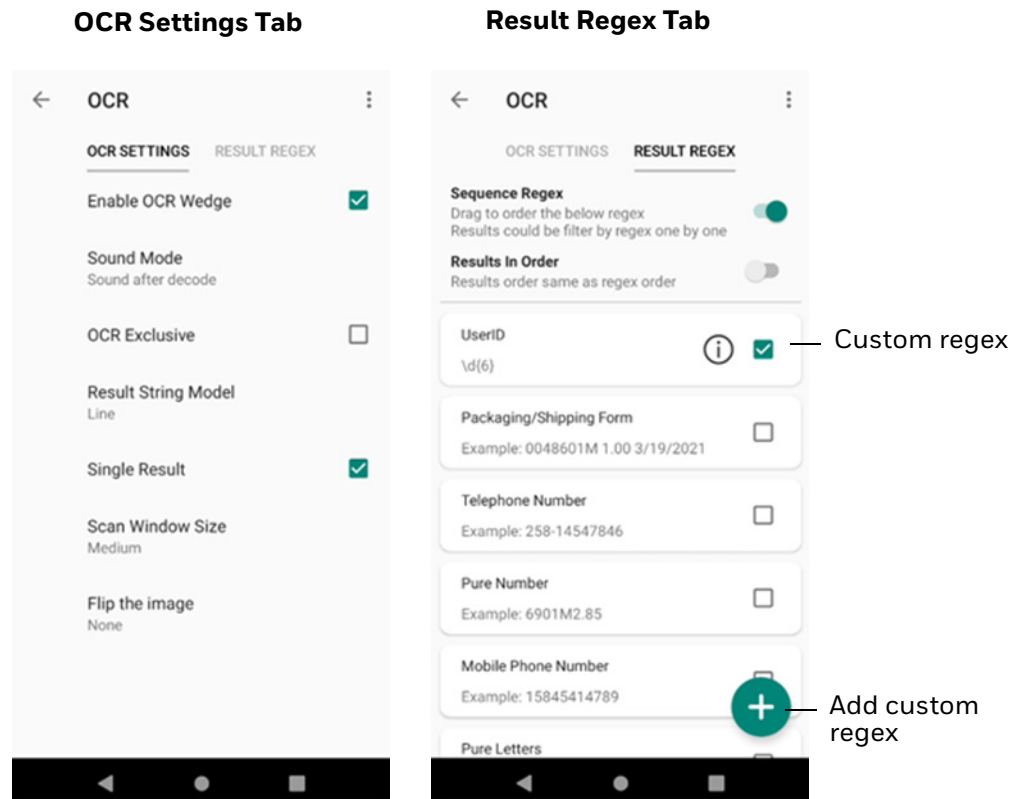 OCR Settings Tab
OCR
OCR SETTINGS RESULT REGEX
Enable OCR Wedge
Sound Mode
Sound after decode
OCR Exclusive
Result String Model
Line
Single Result
Scan Window Size
Medium
Flip the image
None
Result Regex Tab
OCR
OCR SETTINGS RESULT REGEX
Sequence Regex
Drag to order the below regex
Results could be filter by regex one by one
Results In Order
Results order same as regex order
UserID
\d{6}
Custom regex
Packaging/Shipping Form
Example: 0048601M 1.00 3/19/2021
Telephone Number
Example: 258-14547846
Pure Number
Example: 6901M2.85
Mobile Phone Number
Example: 15845414789
Add custom
regex
Pure Letters